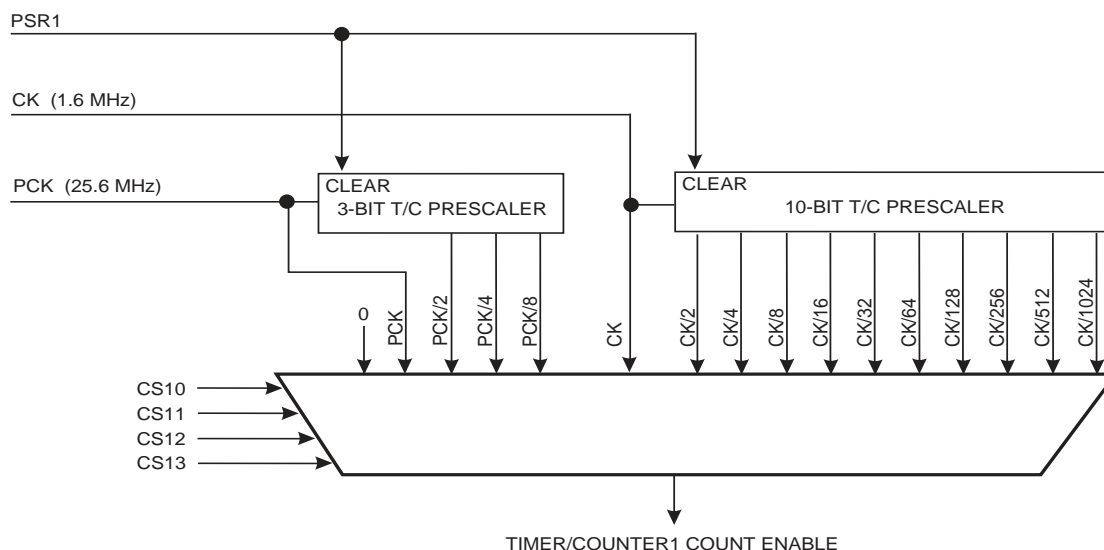 PSR1
CK (1.6 MHz)
PCK (25.6 MHz)
CLEAR
3-BIT T/C PRESCALER
CLEAR
10-BIT T/C PRESCALER
0
PCK
PCK/2
PCK/4
PCK/8
CK
CK/2
CK/4
CK/8
CK/16
CK/32
CK/64
CK/128
CK/256
CK/512
CK/1024
CS10
CS11
CS12
CS13
TIMER/COUNTER1 COUNT ENABLE